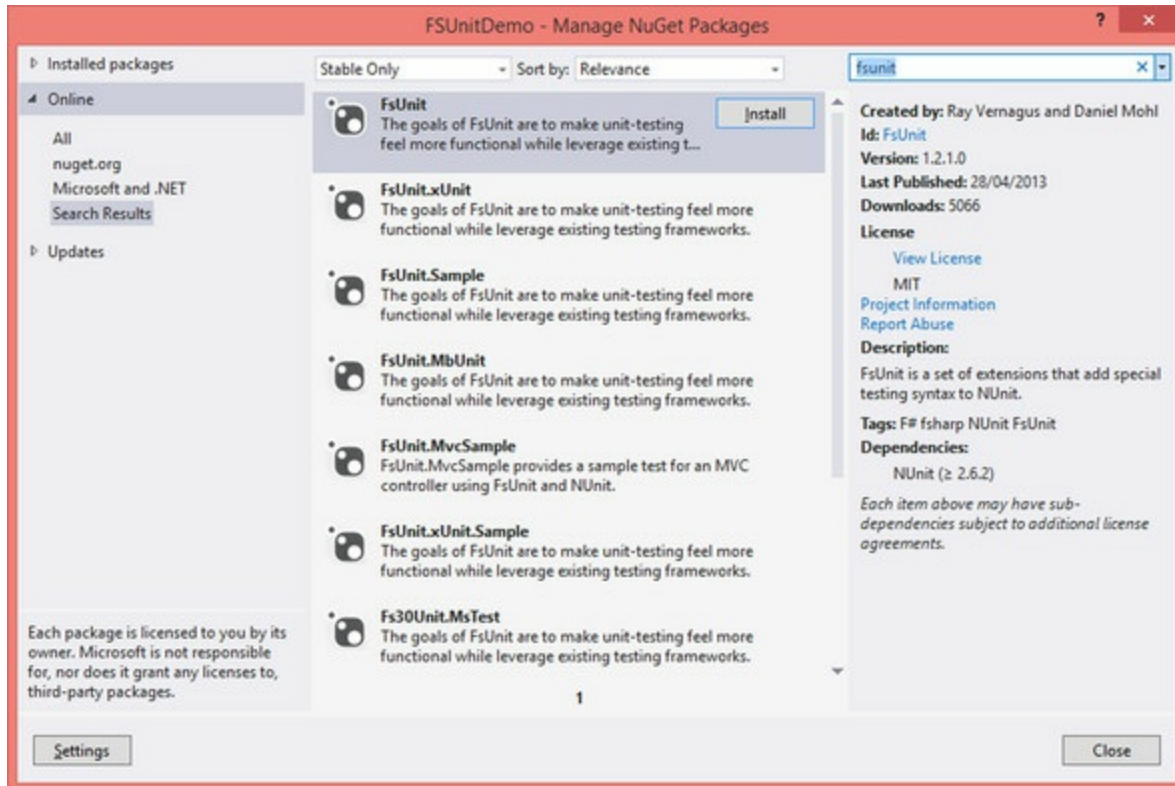 FSUnitDemo - Manage NuGet Packages
?
Installed packages
Online
All
nuget.org
Microsoft and .NET
Search Results
Updates
Each package is licensed to you by its
owner. Microsoft is not responsible
for, nor does it grant any licenses to,
third-party packages.
Settings
Stable Only
Sort by: Relevance
FsUnit
Install
The goals of FsUnit are to make unit-testing
feel more functional while leverage existing t...
FsUnit.xUnit
The goals of FsUnit are to make unit-testing feel more
functional while leverage existing testing frameworks.
FsUnit.Sample
The goals of FsUnit are to make unit-testing feel more
functional while leverage existing testing frameworks.
FsUnit.MbUnit
The goals of FsUnit are to make unit-testing feel more
functional while leverage existing testing frameworks.
FsUnit.MvcSample
FsUnit.MvcSample provides a sample test for an MVC
controller using FsUnit and NUnit.
FsUnit.xUnit.Sample
The goals of FsUnit are to make unit-testing feel more
functional while leverage existing testing frameworks.
Fs30Unit.MsTest
The goals of FsUnit are to make unit-testing feel more
functional while leverage existing testing frameworks.
1
fsunit
Created by: Ray Vernagus and Daniel Mohl
Id: FsUnit
Version: 1.2.1.0
Last Published: 28/04/2013
Downloads: 5066
License
View License
MIT
Project Information
Report Abuse
Description:
FsUnit is a set of extensions that add special
testing syntax to NUnit.
Tags: F# fsharp NUnit FsUnit
Dependencies:
NUnit (≥ 2.6.2)
Each item above may have sub-
dependencies subject to additional license
agreements.
Close